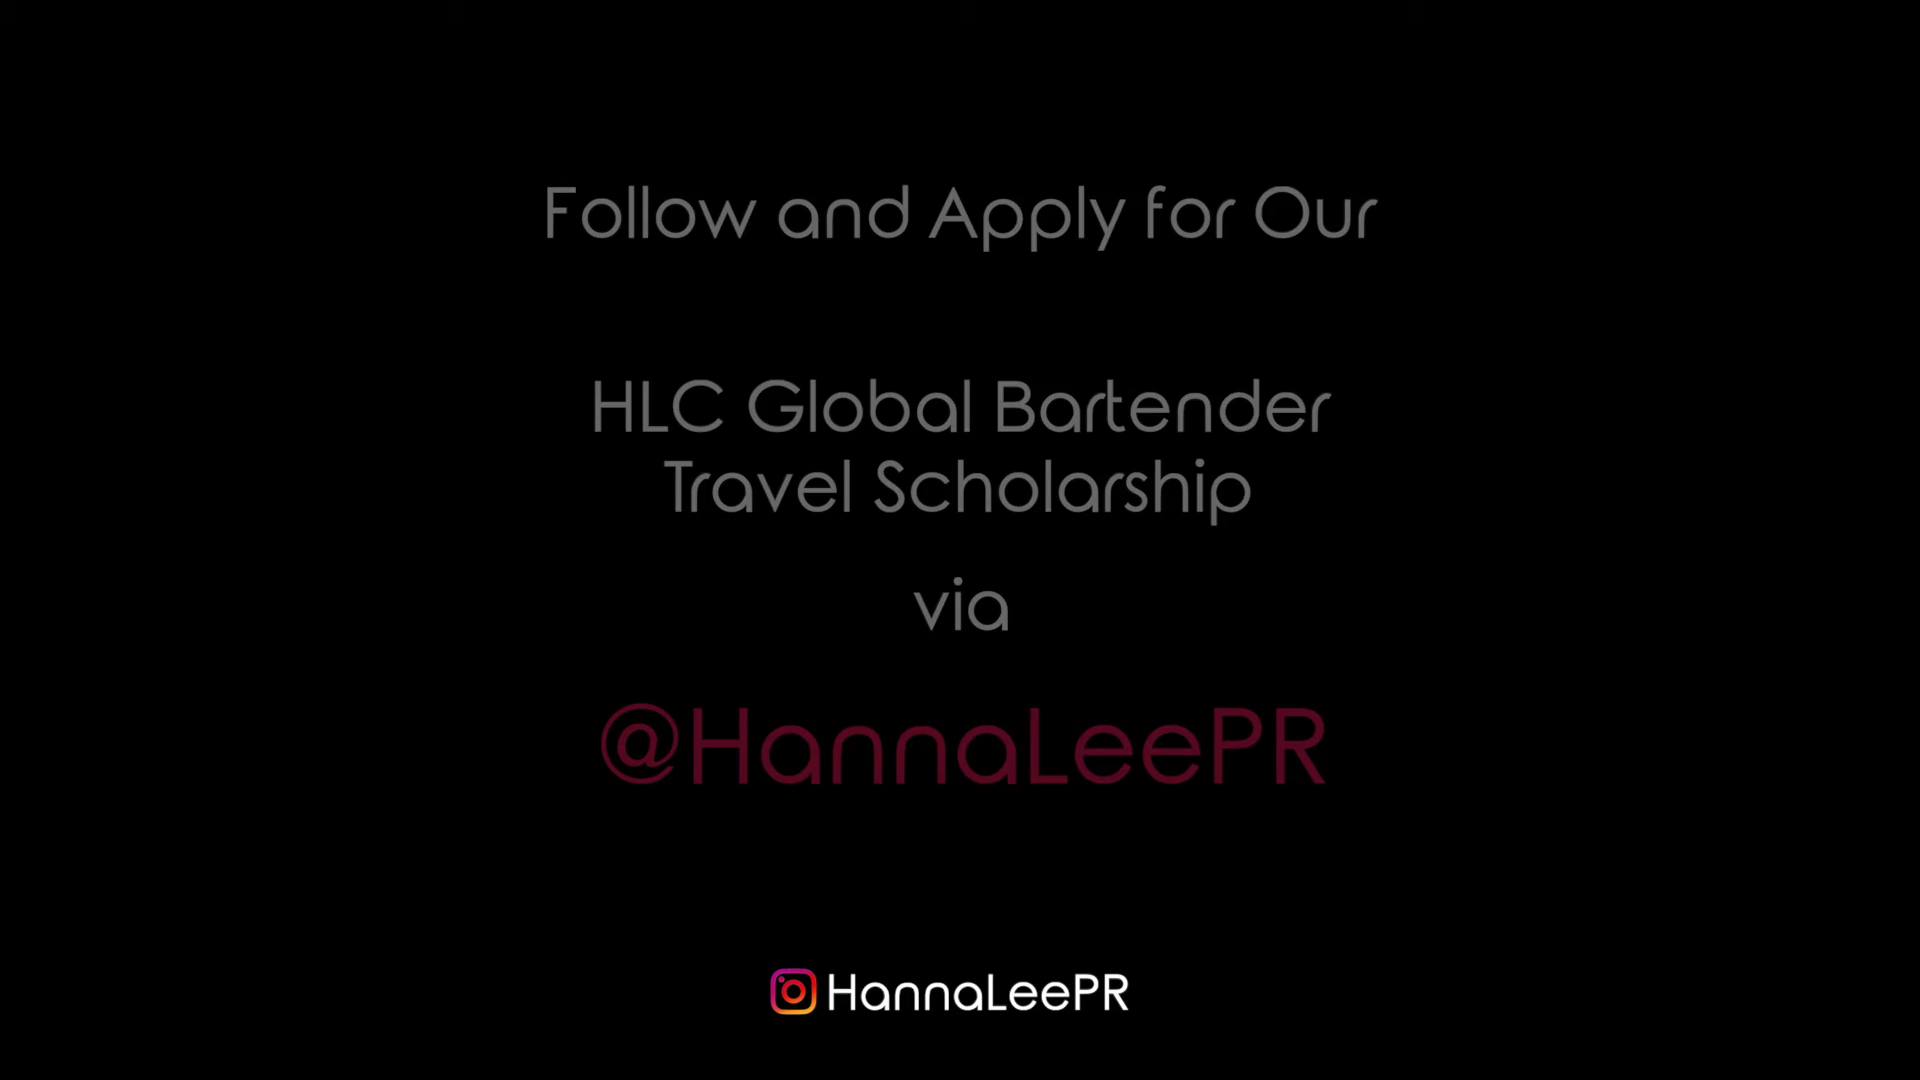 Follow and Apply for Our
HLC Global Bartender
Travel Scholarship
via
@HannaLeePR
HannaLeePR